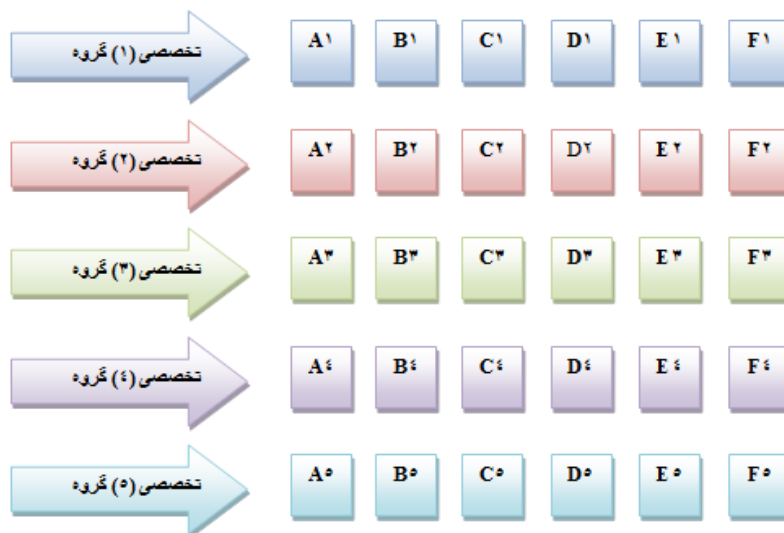 تخصصی (۱) گروه
A۱ B۱ C۱ D۱ E۱ F۱
تخصصی (۲) گروه
A۲ B۲ C۲ D۲ E۲ F۲
تخصصی (۳) گروه
A۳ B۳ C۳ D۳ E۳ F۳
تخصصی (٤) گروه
A٤ B٤ C٤ D٤ E٤ F٤
تخصصی (٥) گروه
A٥ B٥ C٥ D٥ E٥ F٥